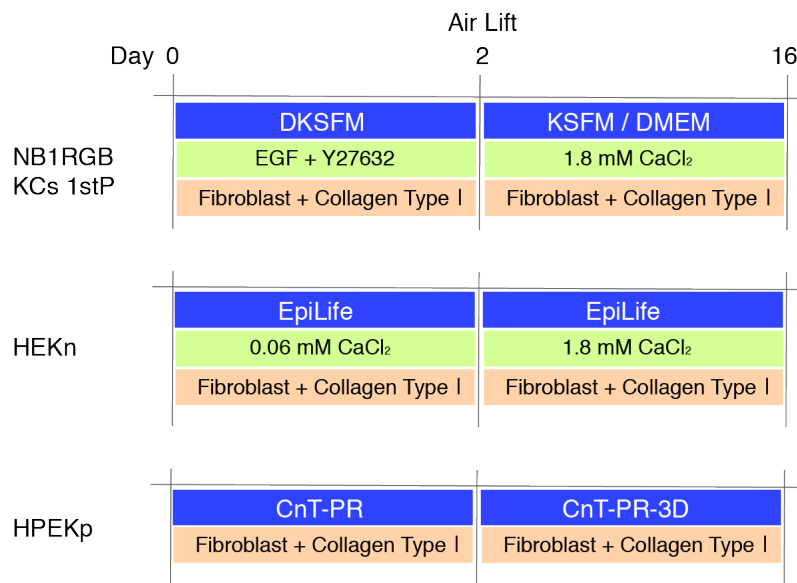 Air Lift
Day 0 2 16
NB1RGB
KCs 1stP
DKSFM KSFM / DMEM
EGF + Y27632 1.8 mM CaCl₂
Fibroblast + Collagen Type I Fibroblast + Collagen Type I
HEKn
EpiLife EpiLife
0.06 mM CaCl₂ 1.8 mM CaCl₂
Fibroblast + Collagen Type I Fibroblast + Collagen Type I
HPEKp
CnT-PR CnT-PR-3D
Fibroblast + Collagen Type I Fibroblast + Collagen Type I